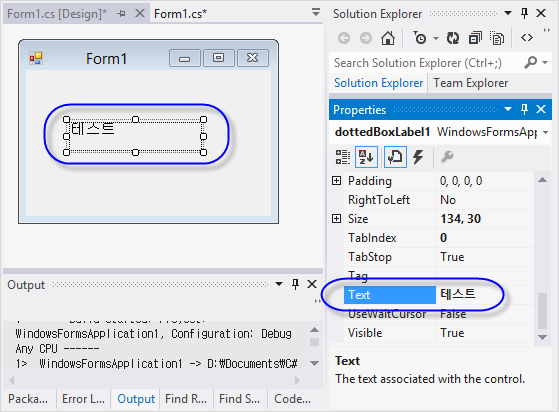 Form1.cs [Design]*
Form1.cs*
Form1
테스트
Output
WindowsFormsApplication1, Configuration: Debug
Any CPU ------
1>  WindowsFormsApplication1 -> D:₩Documents₩C#
Packa...
Error L...
Output
Find R...
Find S...
Code...
Solution Explorer
Search Solution Explorer (Ctrl+;)
Solution Explorer
Team Explorer
Properties
dottedBoxLabel1 WindowsFormsApp
Padding 0, 0, 0, 0
RightToLeft No
Size 134, 30
TabIndex 0
TabStop True
Tag
Text 테스트
UseWaitCursor False
Visible True
Text
The text associated with the control.